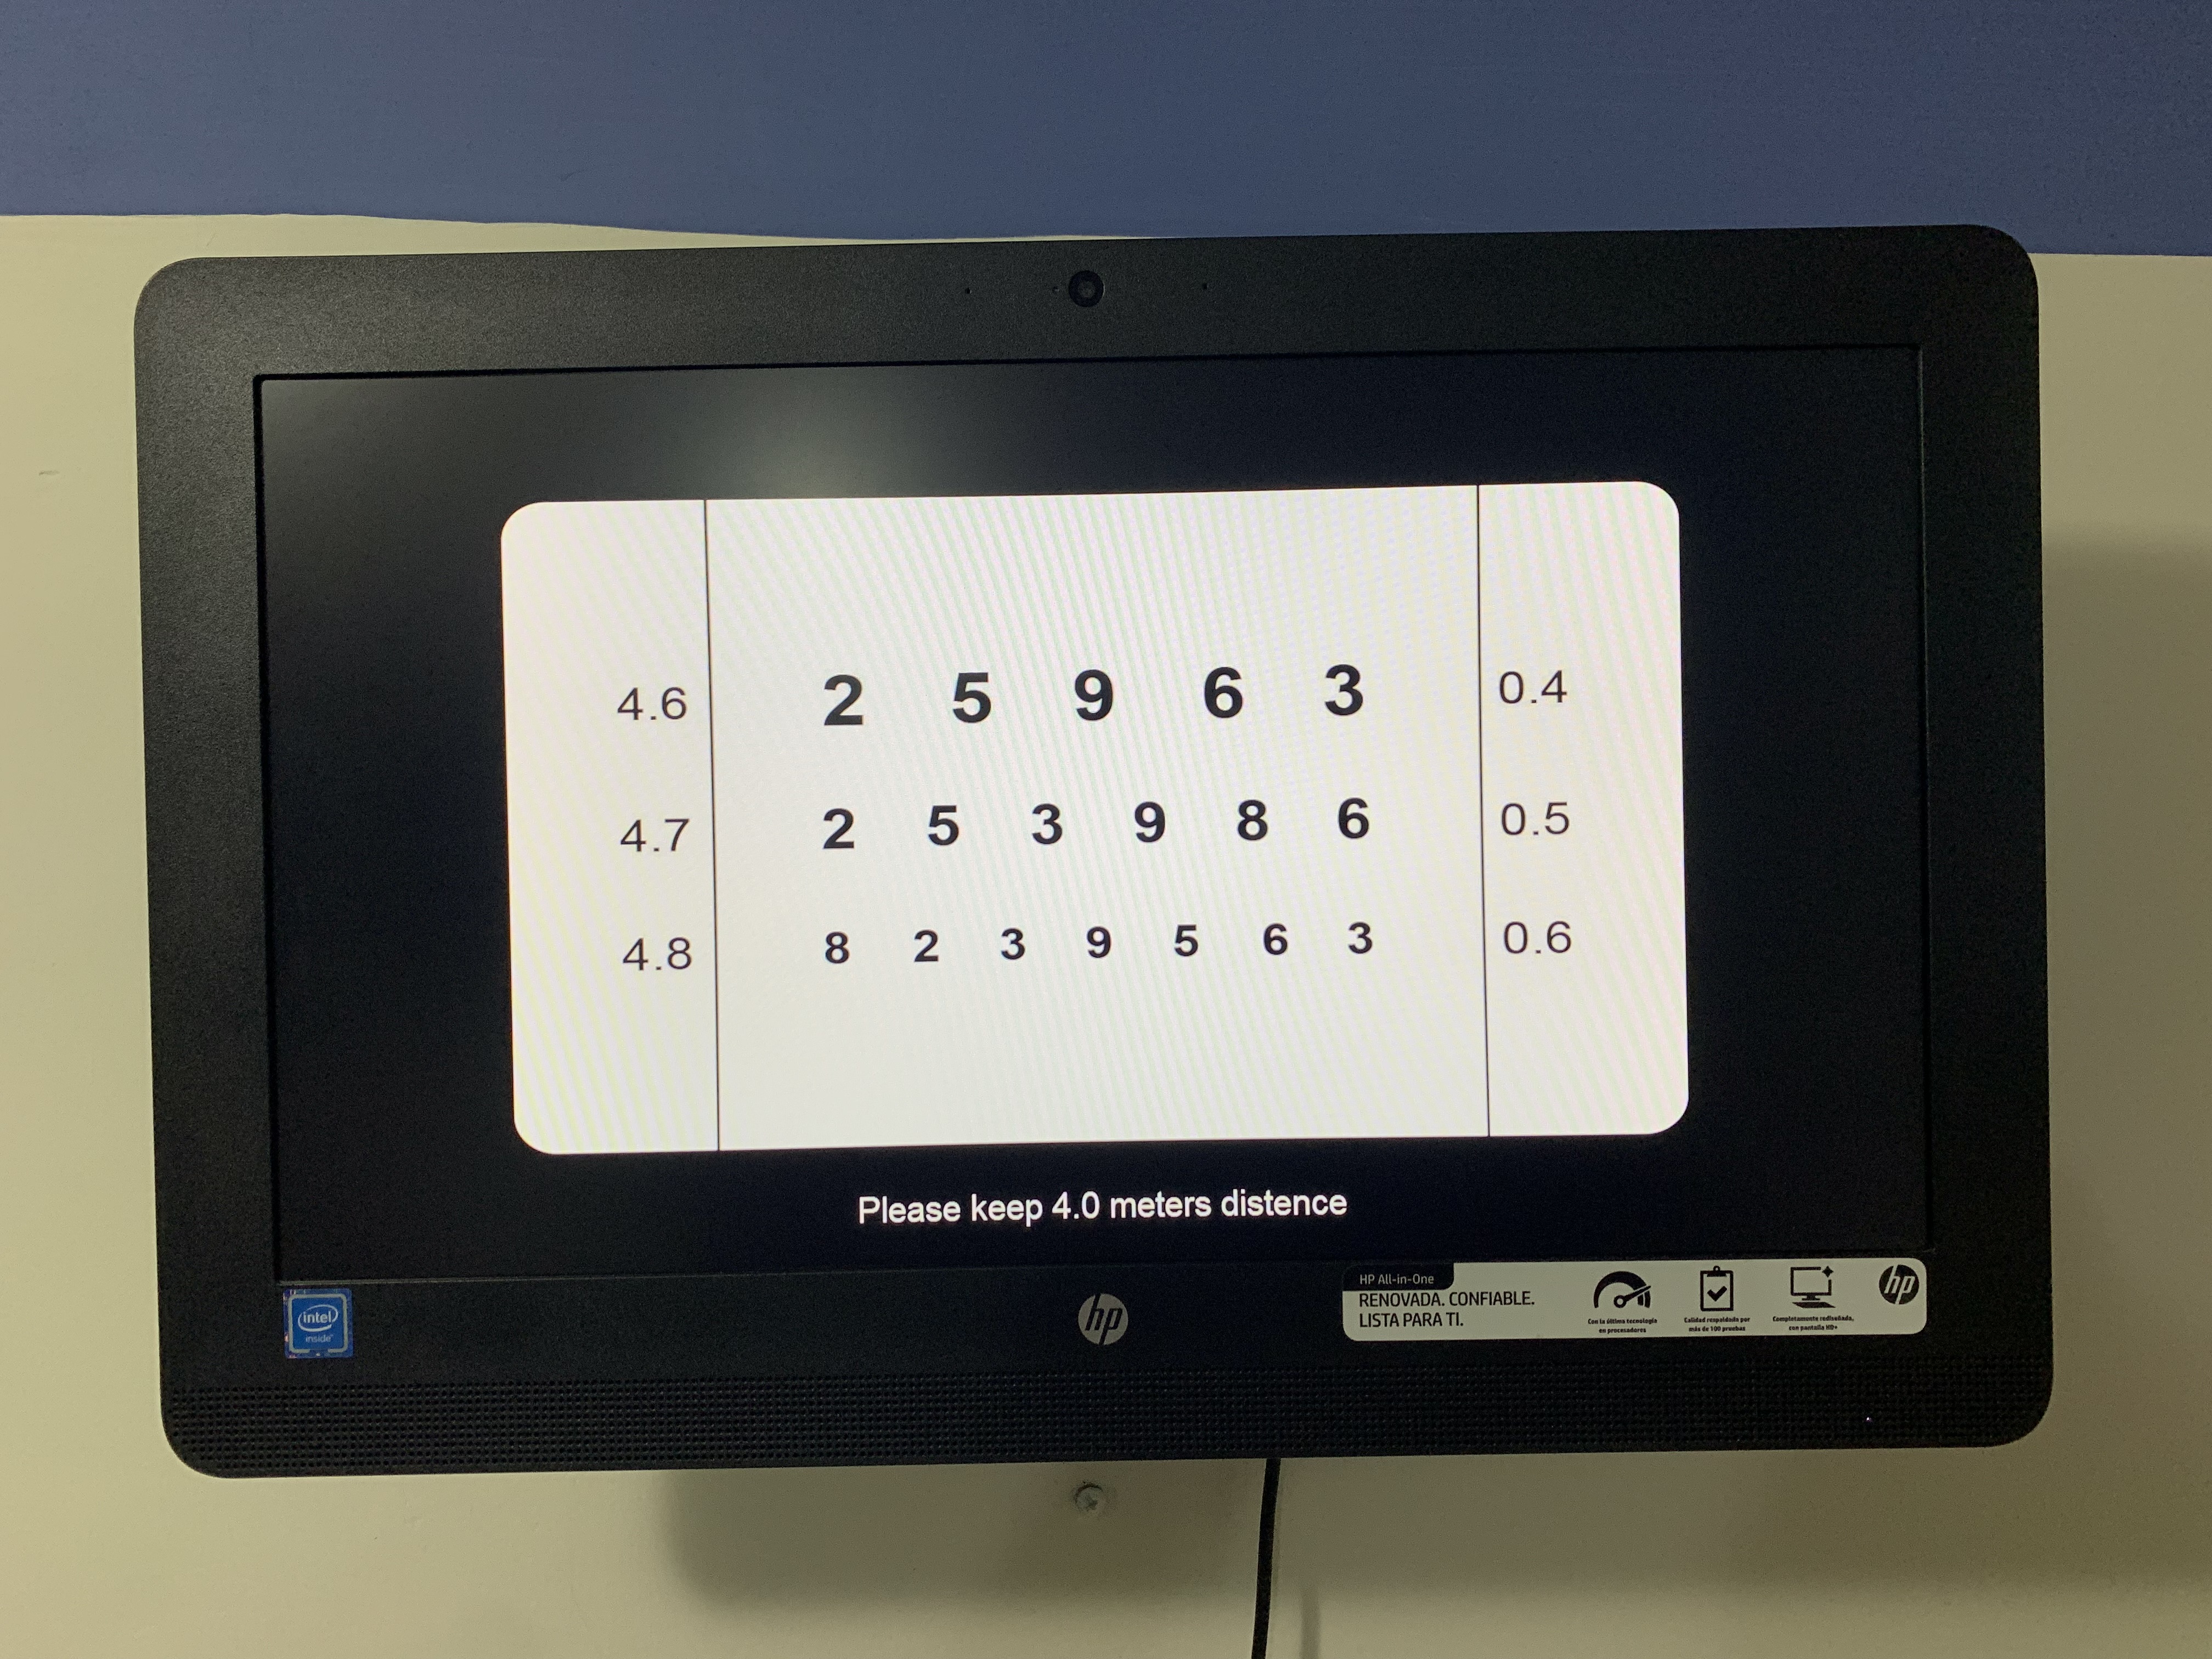 4.6 2 5 9 6 3 0.4
4.7 2 5 3 9 8 6 0.5
4.8 8 2 3 9 5 6 3 0.6
Please keep 4.0 meters distence
intel
inside
hp
HP All-in-One
RENOVADA. CONFIABLE.
LISTA PARA TI.
Con la última tecnología
en procesadores
Calidad respaldada por
más de 100 pruebas
Completamente rediseñada,
con pantalla HD+
hp